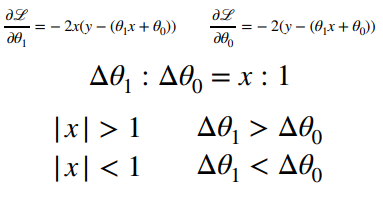 ∂ℒ/∂θ₁ = − 2x(y − (θ₁x + θ₀))    ∂ℒ/∂θ₀ = − 2(y − (θ₁x + θ₀))
Δθ₁ : Δθ₀ = x : 1
|x| > 1    Δθ₁ > Δθ₀
|x| < 1    Δθ₁ < Δθ₀